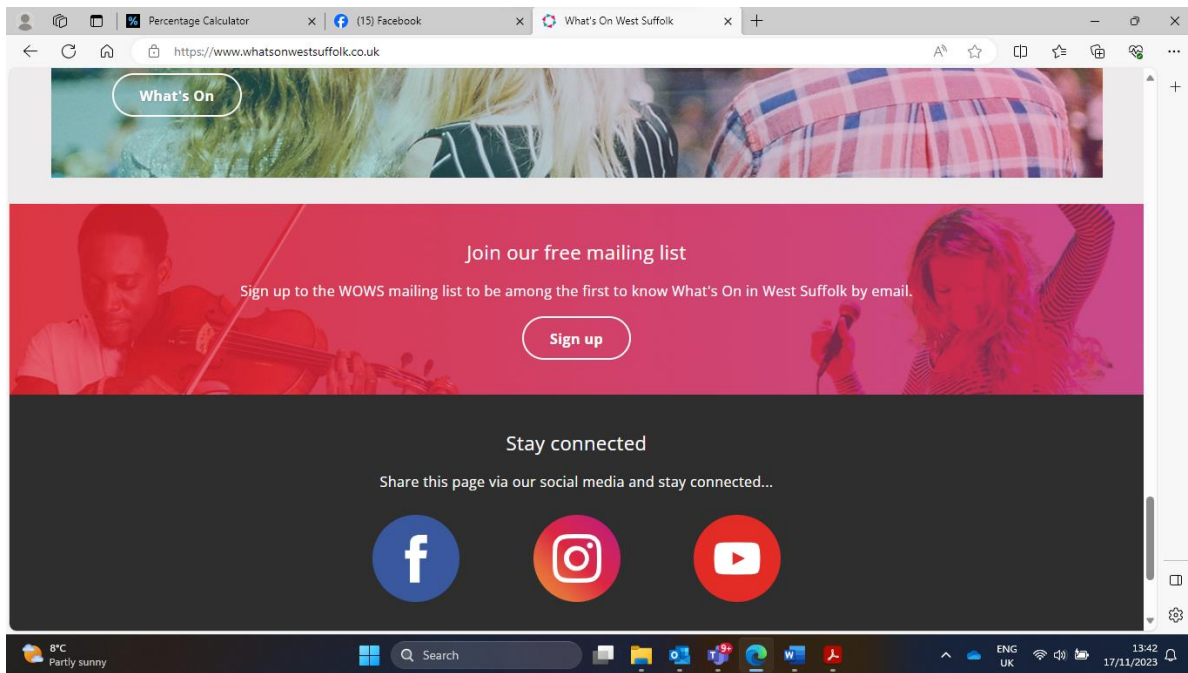 Percentage Calculator
(15) Facebook
What's On West Suffolk
https://www.whatsonwestsuffolk.co.uk
What's On
Join our free mailing list
Sign up to the WOWS mailing list to be among the first to know What's On in West Suffolk by email.
Sign up
Stay connected
Share this page via our social media and stay connected...
8°C
Partly sunny
Search
9+
ENG
UK
13:42
17/11/2023